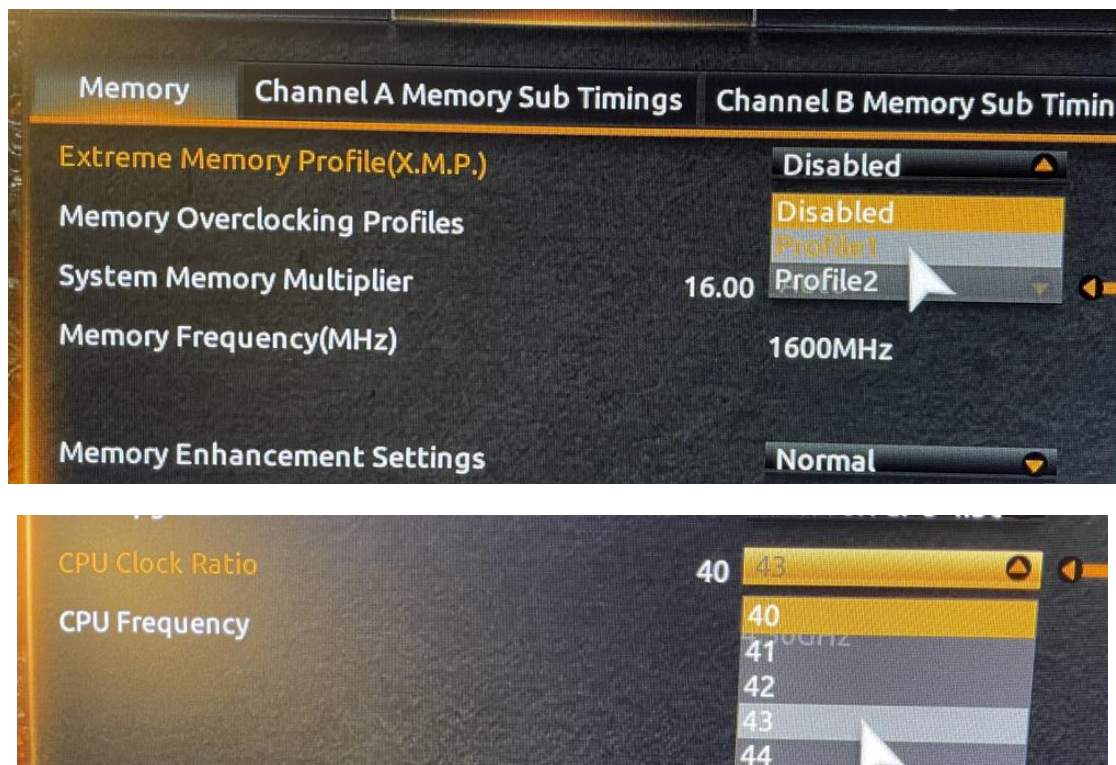 Memory Channel A Memory Sub Timings Channel B Memory Sub Timin
Extreme Memory Profile(X.M.P.) Disabled
Disabled
Memory Overclocking Profiles
Profile1
System Memory Multiplier 16.00 Profile2
Memory Frequency(MHz) 1600MHz
Memory Enhancement Settings Normal
CPU Clock Ratio 40 43
CPU Frequency 40
41
42
43
44